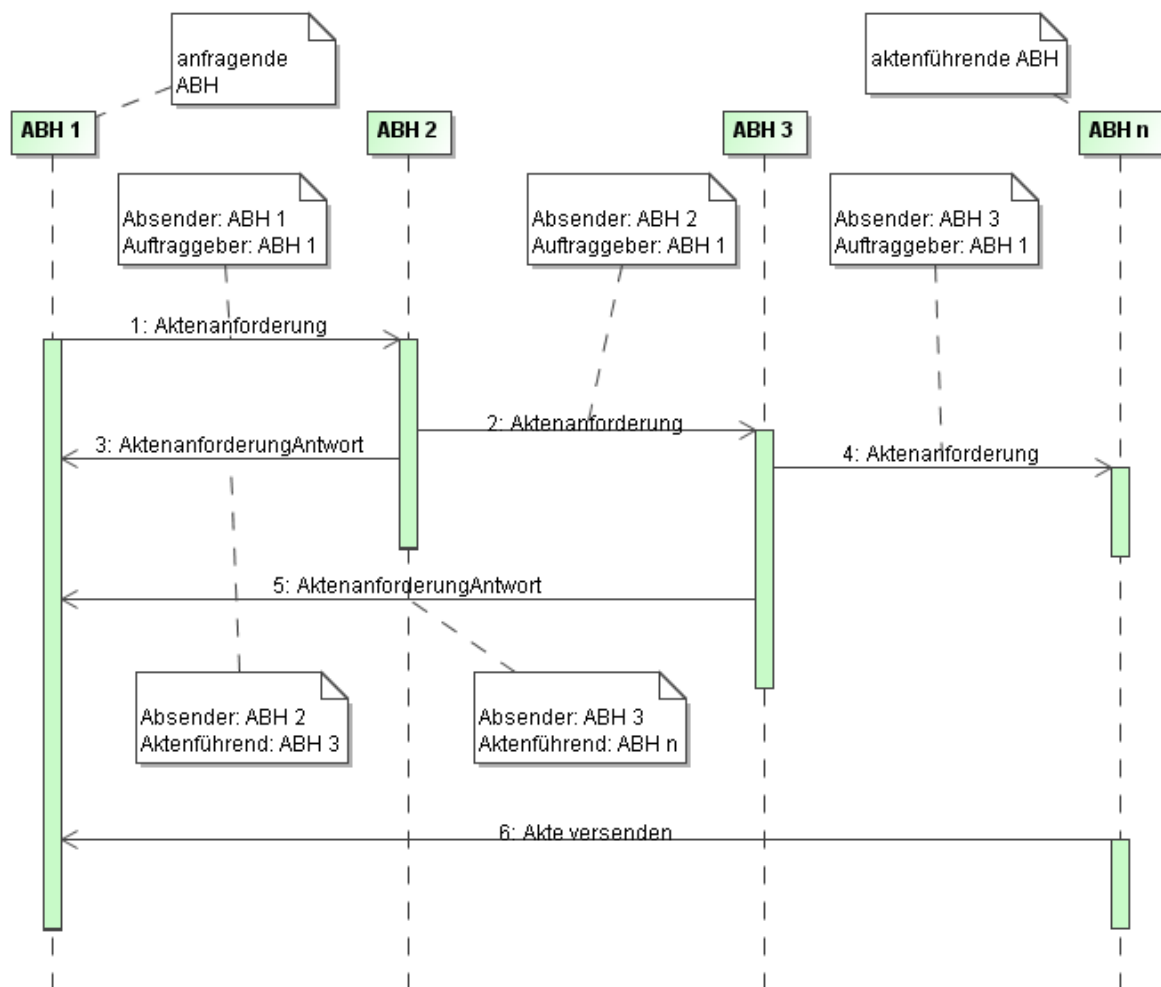 anfragende
ABH
aktenführende ABH
ABH 1
ABH 2
ABH 3
ABH n
Absender: ABH 1
Auftraggeber: ABH 1
Absender: ABH 2
Auftraggeber: ABH 1
Absender: ABH 3
Auftraggeber: ABH 1
1: Aktenanforderung
2: Aktenanforderung
3: AktenanforderungAntwort
4: Aktenanforderung
5: AktenanforderungAntwort
Absender: ABH 2
Aktenführend: ABH 3
Absender: ABH 3
Aktenführend: ABH n
6: Akte versenden